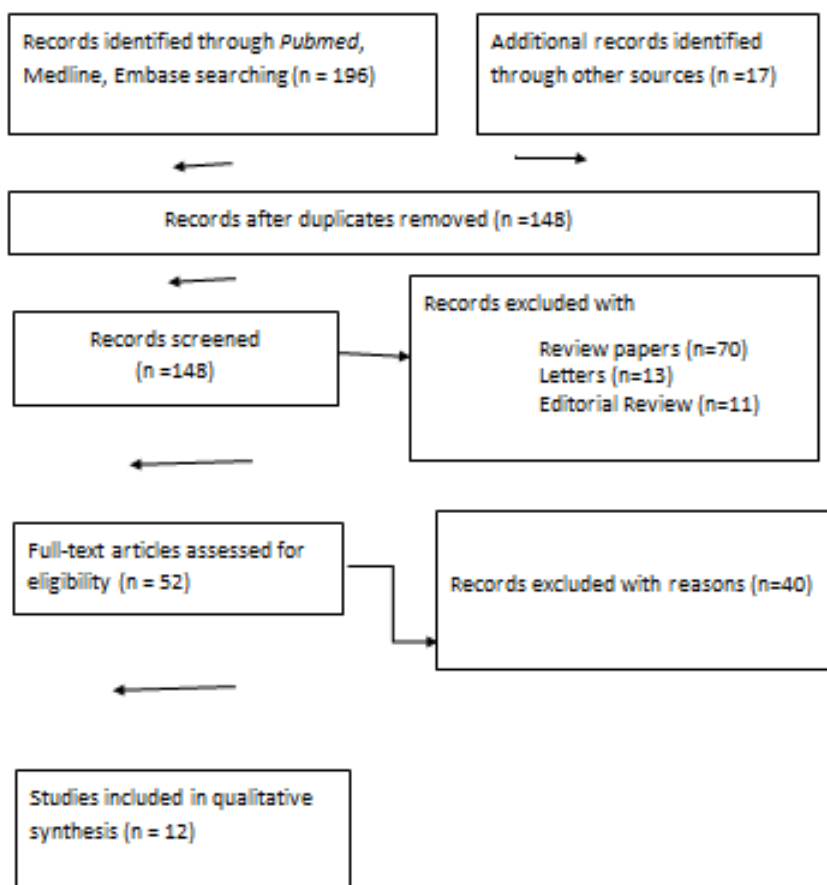 Records identified through Pubmed,
Medline, Embase searching (n = 196)
Additional records identified
through other sources (n =17)
Records after duplicates removed (n =148)
Records screened
(n =148)
Records excluded with
Review papers (n=70)
Letters (n=13)
Editorial Review (n=11)
Full-text articles assessed for
eligibility (n = 52)
Records excluded with reasons (n=40)
Studies included in qualitative
synthesis (n = 12)